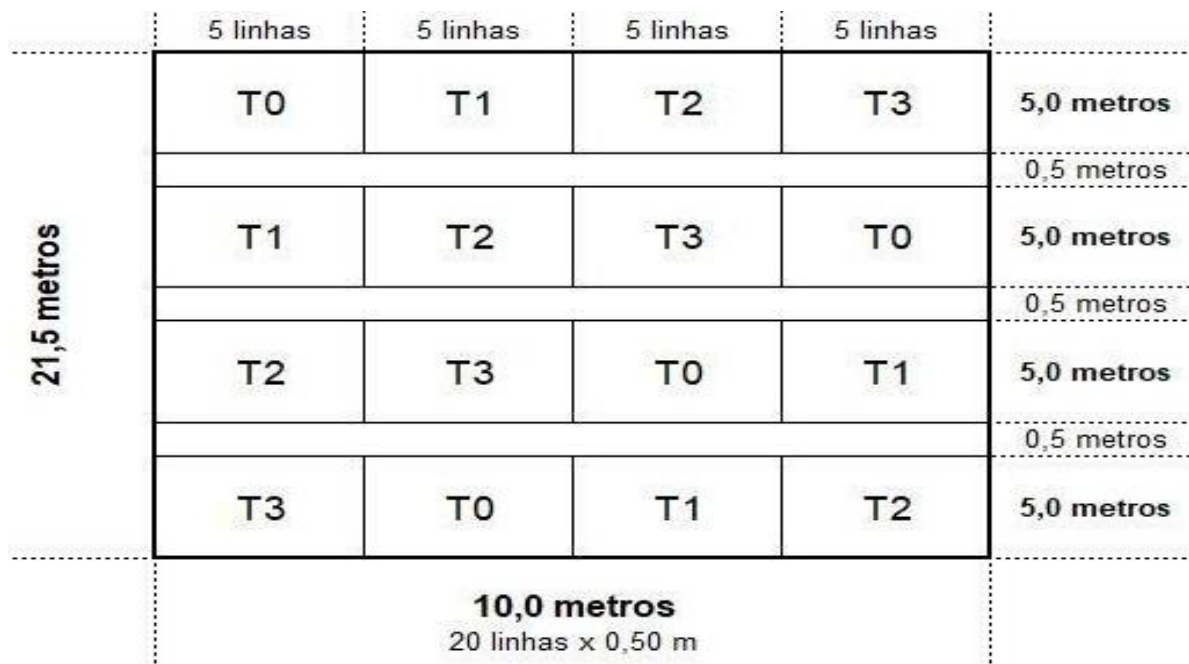 5 linhas 5 linhas 5 linhas 5 linhas
T0 T1 T2 T3 5,0 metros
0,5 metros
T1 T2 T3 T0 5,0 metros
0,5 metros
21,5 metros
T2 T3 T0 T1 5,0 metros
0,5 metros
T3 T0 T1 T2 5,0 metros
10,0 metros
20 linhas x 0,50 m